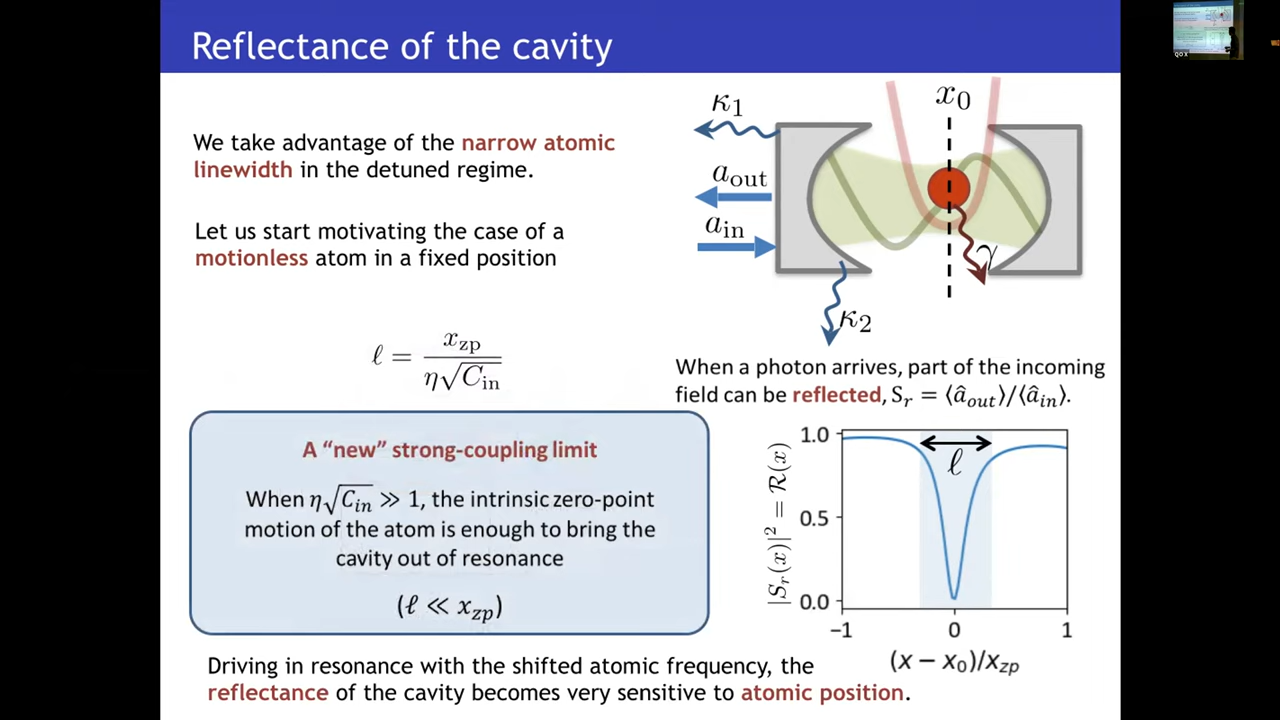 Reflectance of the cavity
We take advantage of the narrow atomic
linewidth in the detuned regime.
Let us start motivating the case of a
motionless atom in a fixed position
ℓ = x_zp / η√C_in
A “new” strong-coupling limit
When η√C_in ≫ 1, the intrinsic zero-point
motion of the atom is enough to bring the
cavity out of resonance
(ℓ ≪ x_zp)
κ1
x0
a_out
a_in
γ
κ2
When a photon arrives, part of the incoming
field can be reflected, S_r = ⟨â_out⟩/⟨â_in⟩.
|S_r(x)|² = R(x)
1.0
0.5
0.0
ℓ
−1 0 1
(x − x0)/x_zp
Driving in resonance with the shifted atomic frequency, the
reflectance of the cavity becomes very sensitive to atomic position.